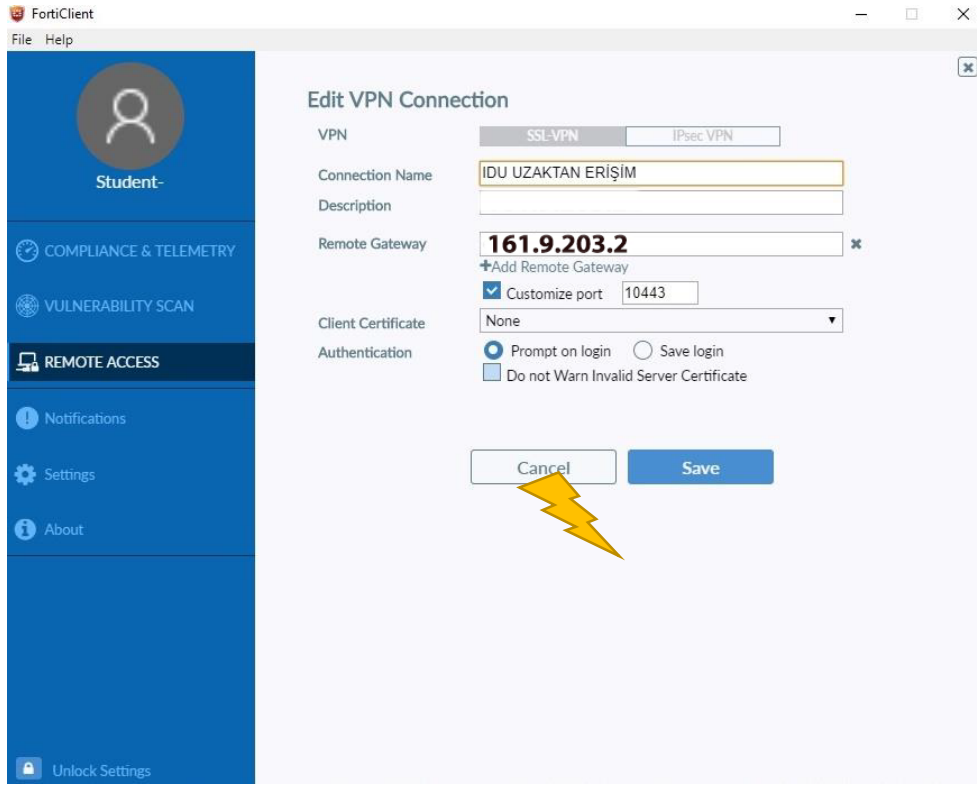 FortiClient
File Help
Student-
COMPLIANCE & TELEMETRY
VULNERABILITY SCAN
REMOTE ACCESS
Notifications
Settings
About
Unlock Settings
Edit VPN Connection
VPN SSL-VPN IPsec VPN
Connection Name IDU UZAKTAN ERİŞİM
Description
Remote Gateway 161.9.203.2
+Add Remote Gateway
Customize port 10443
Client Certificate None
Authentication Prompt on login Save login
Do not Warn Invalid Server Certificate
Cancel Save